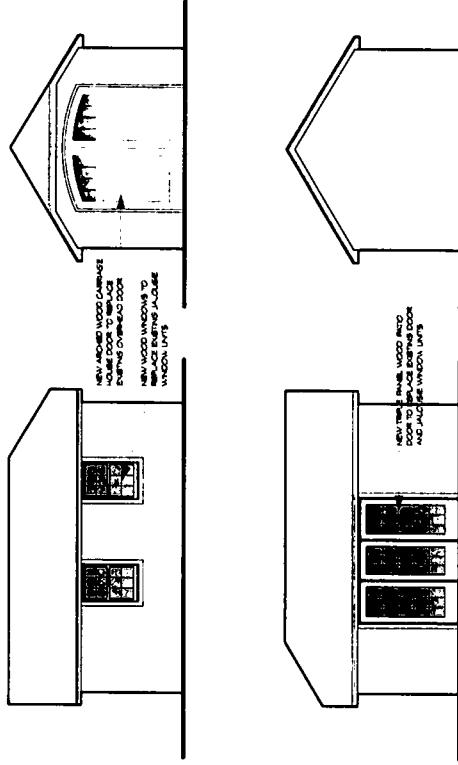 NEW ARCHED WOOD CARRIAGE
HOUSE DOOR TO REPLACE
EXISTING OVERHEAD DOOR
NEW WOOD WINDOWS TO
REPLACE EXISTING JALOUSIE
WINDOW UNITS
NEW TRIPLE PANEL WOOD PATIO
DOOR TO REPLACE EXISTING DOOR
AND JALOUSIE WINDOW UNITS